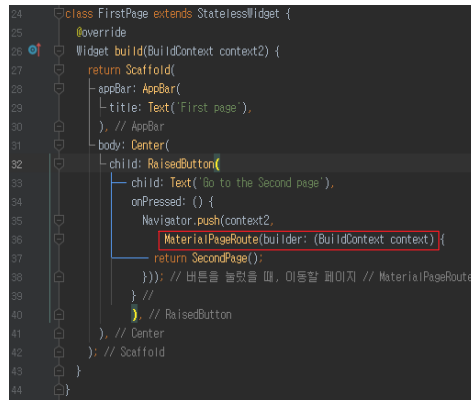 24 class FirstPage extends StatelessWidget {
25 @override
26 Widget build(BuildContext context2) {
27 return Scaffold(
28 appBar: AppBar(
29 title: Text('First page'),
30 ), // AppBar
31 body: Center(
32 child: RaisedButton(
33 child: Text('Go to the Second page'),
34 onPressed: () {
35 Navigator.push(context2,
36 MaterialPageRoute(builder: (BuildContext context) {
37 return SecondPage();
38 })); // 버튼을 눌렀을 때, 이동할 페이지 // MaterialPageRoute
39 } //
40 ), // RaisedButton
41 ), // Center
42 ); // Scaffold
43 }
44 }